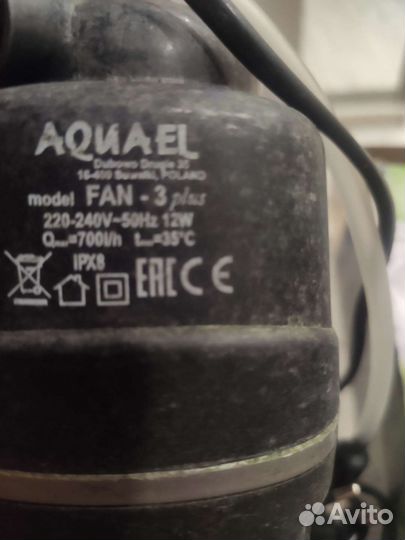 AQUAEL
Dubowo Drugie 35
16-400 Suwałki, POLAND
model FAN - 3 plus
220-240V~50Hz 12W
Qmax=700l/h tmax=35°C
IPX8
EAC CE
Avito